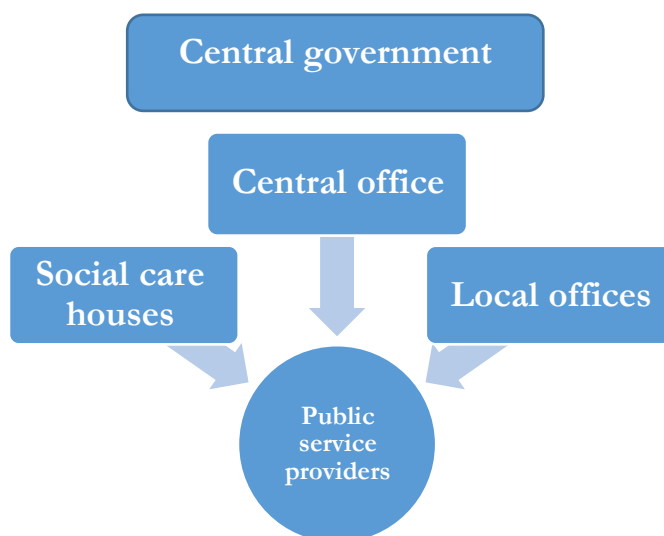 Central government
Central office
Social care
houses
Local offices
Public
service
providers